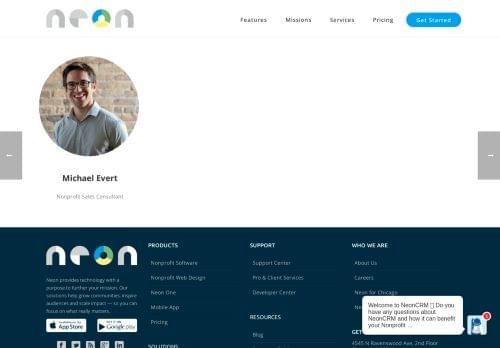 neon
Features Missions Services Pricing Get Started
←
→
Michael Evert
Nonprofit Sales Consultant
neon
Neon provides technology with a
purpose to further your mission. Our
solutions help grow communities, inspire
audiences and scale impact — so you can
focus on what really matters.
App Store
Google play
PRODUCTS
Nonprofit Software
Nonprofit Web Design
Neon One
Mobile App
Pricing
SOLUTIONS
SUPPORT
Support Center
Pro & Client Services
Developer Center
RESOURCES
Blog
WHO WE ARE
About Us
Careers
Neon for Chicago
4545 N Ravenswood Ave, 2nd Floor
Welcome to NeonCRM Do you
have any questions about
NeonCRM and how it can benefit
your Nonprofit ...
1